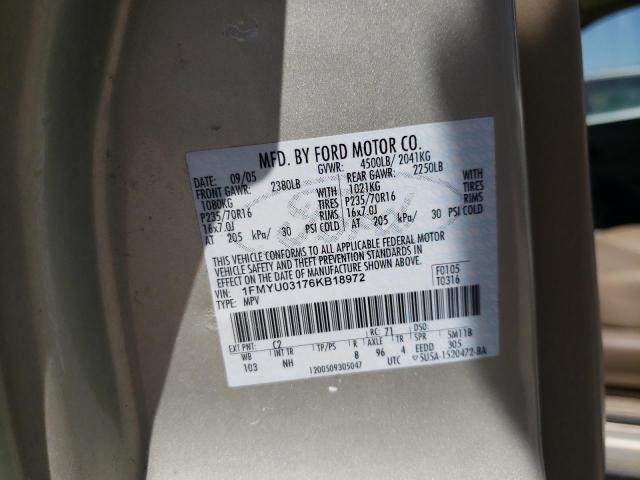 MFD. BY FORD MOTOR CO.
DATE: 09/05 GVWR: 4500LB/ 2041KG
FRONT GAWR: 2380LB REAR GAWR: 2250LB
1080KG WITH 1021KG WITH
P235/70R16 TIRES P235/70R16 TIRES
16x7.0J RIMS 16x7.0J RIMS
AT 205 kPa/ 30 PSI COLD AT 205 kPa/ 30 PSI COLD
THIS VEHICLE CONFORMS TO ALL APPLICABLE FEDERAL MOTOR
VEHICLE SAFETY AND THEFT PREVENTION STANDARDS IN
EFFECT ON THE DATE OF MANUFACTURE SHOWN ABOVE.
VIN: 1FMYU03176KB18972 F0105
TYPE: MPV T0316
EXT PNT: C2 RC: 71 DSO:
WB INT TR TP/PS R AXLE TR SPR 5M11B
103 NH 8 96 4 EEDD 305
1200509305047 UTC SU5A-1520472-BA